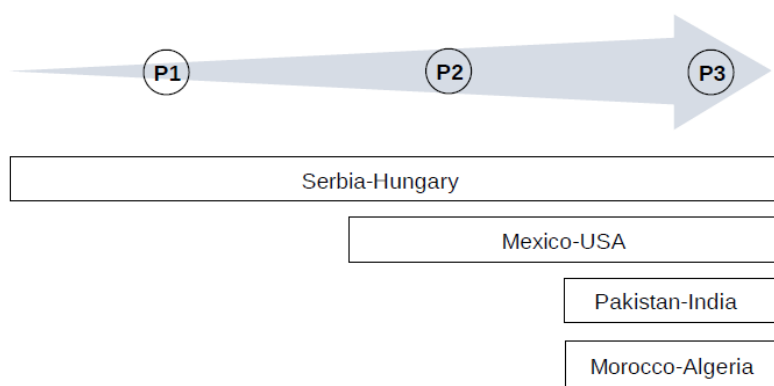 P1 P2 P3
Serbia-Hungary
Mexico-USA
Pakistan-India
Morocco-Algeria